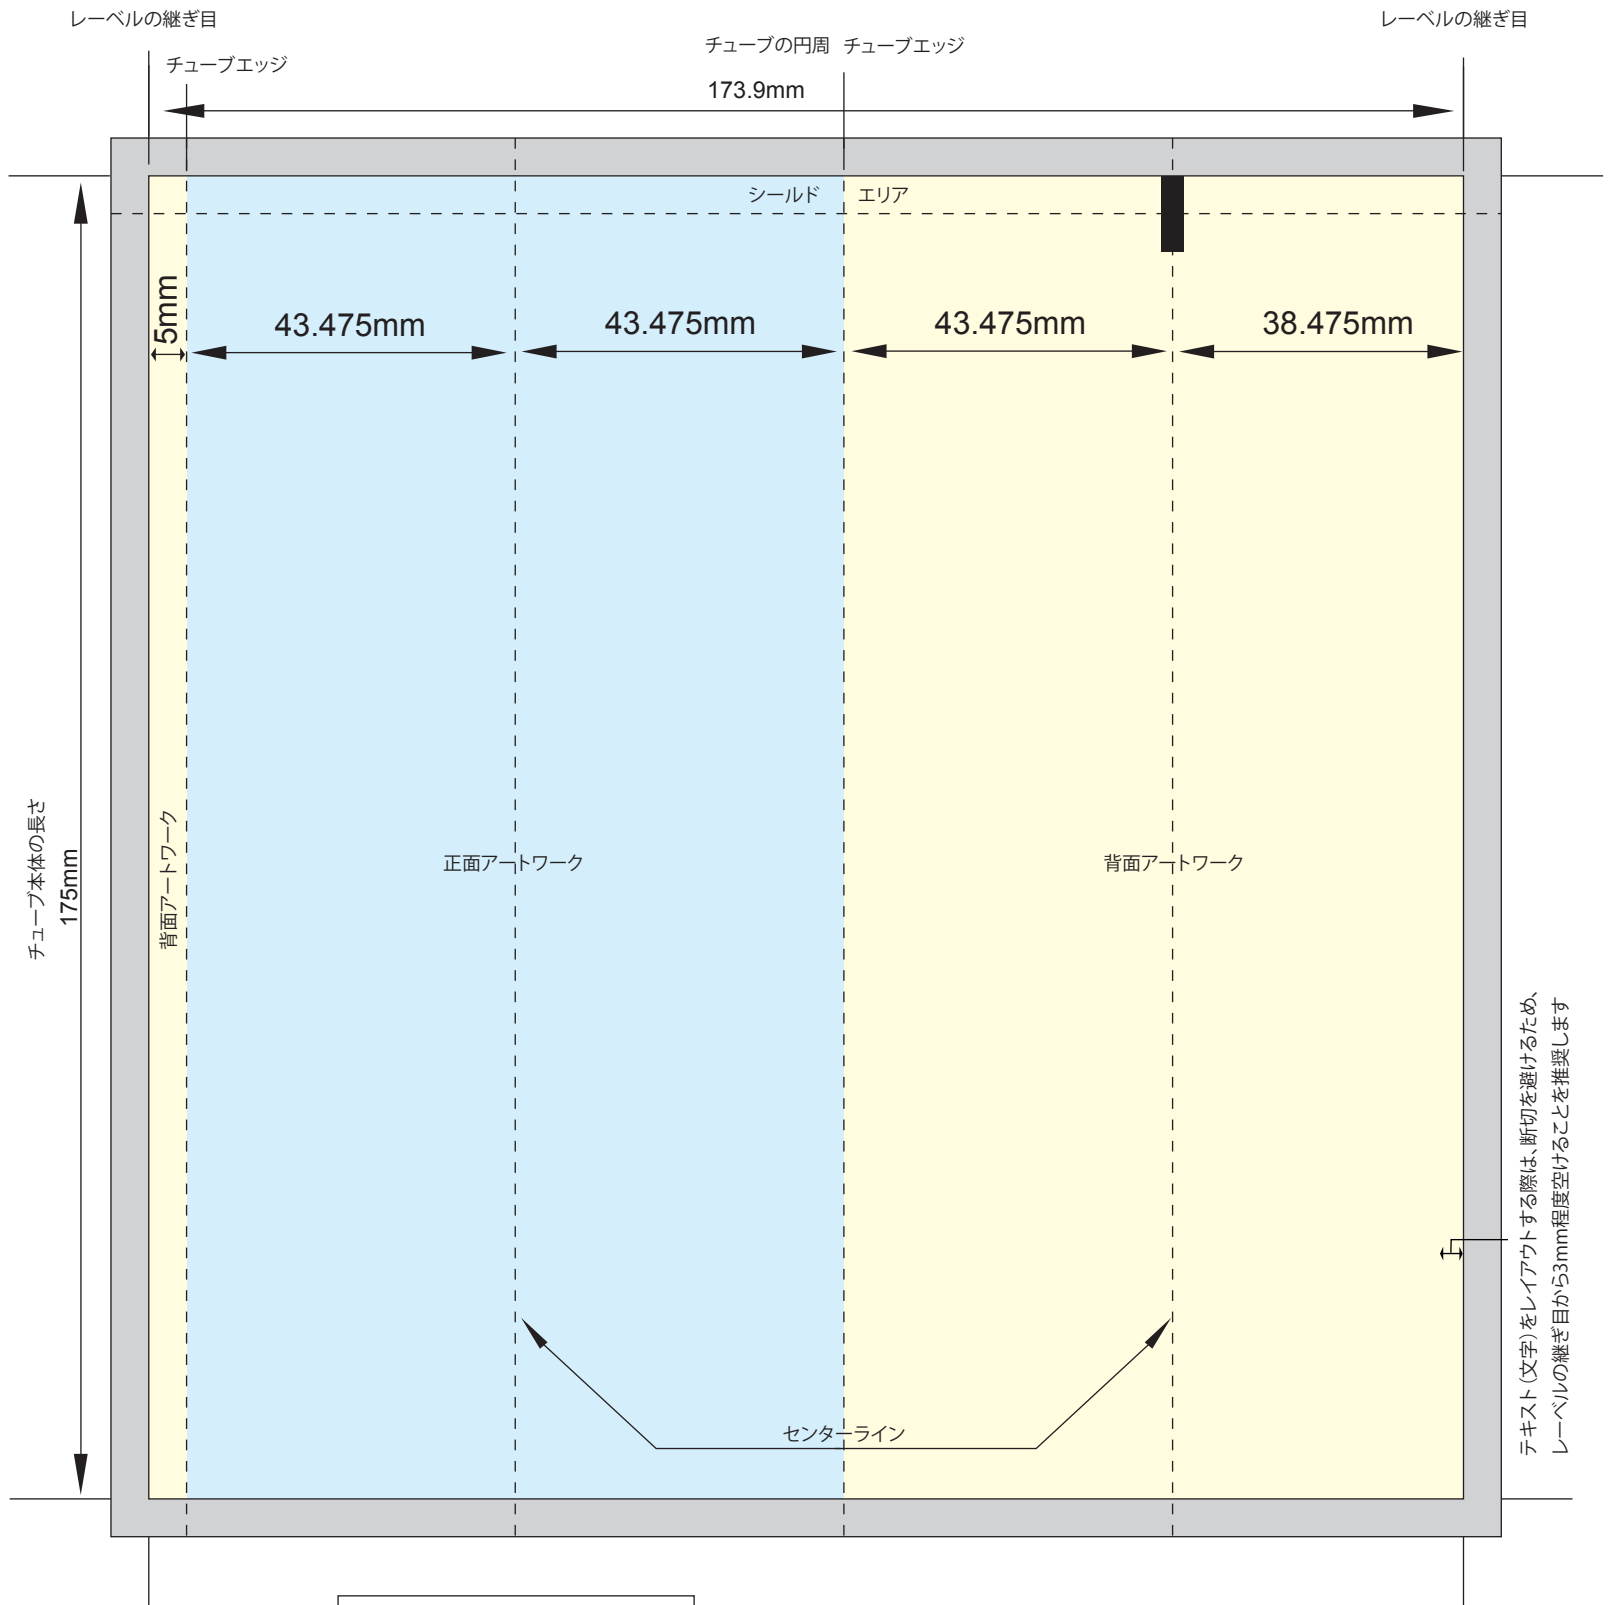 レーベルの継ぎ目
レーベルの継ぎ目
チューブの円周 チューブエッジ
チューブエッジ
173.9mm
シールド エリア
5mm
43.475mm
43.475mm
43.475mm
38.475mm
チューブ本体の長さ
175mm
背面アートワーク
正面アートワーク
背面アートワーク
テキスト(文字)をレイアウトする際は、断切を避けるため、
レーベルの継ぎ目から3mm程度空けることを推奨します
センターライン